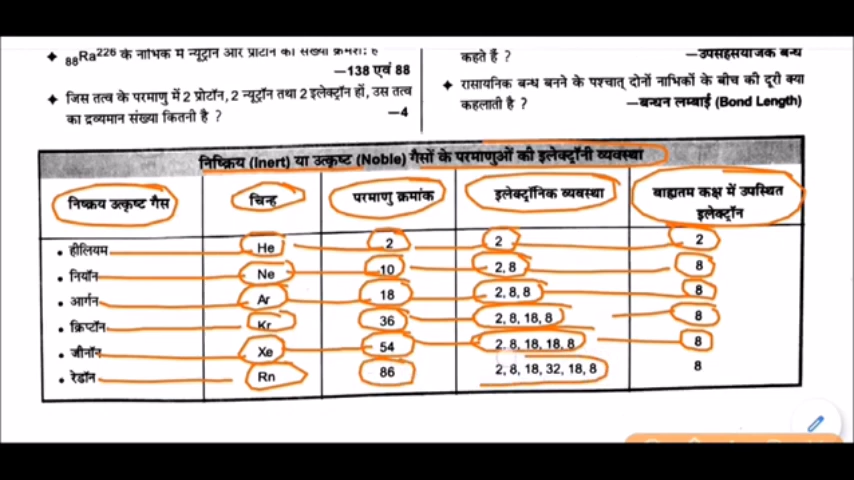 88Ra226 के नाभिक में न्यूट्रॉन और प्रोटॉन की संख्या क्रमशः है
—138 एवं 88
जिस तत्व के परमाणु में 2 प्रोटॉन, 2 न्यूट्रॉन तथा 2 इलेक्ट्रॉन हों, उस तत्व
का द्रव्यमान संख्या कितनी है ? —4
कहते हैं ? —उपसहसंयोजक बन्ध
रासायनिक बन्ध बनने के पश्चात् दोनों नाभिकों के बीच की दूरी क्या
कहलाती है ? —बन्धन लम्बाई (Bond Length)
निष्क्रिय (Inert) या उत्कृष्ट (Noble) गैसों के परमाणुओं की इलेक्ट्रॉनी व्यवस्था
निष्क्रय उत्कृष्ट गैस चिन्ह परमाणु क्रमांक इलेक्ट्रॉनिक व्यवस्था बाह्यतम कक्ष में उपस्थित
इलेक्ट्रॉन
• हीलियम He 2 2 2
• नियॉन Ne 10 2, 8 8
• आर्गन Ar 18 2, 8, 8 8
• क्रिप्टॉन Kr 36 2, 8, 18, 8 8
• जीनॉन Xe 54 2, 8, 18, 18, 8 8
• रेडॉन Rn 86 2, 8, 18, 32, 18, 8 8